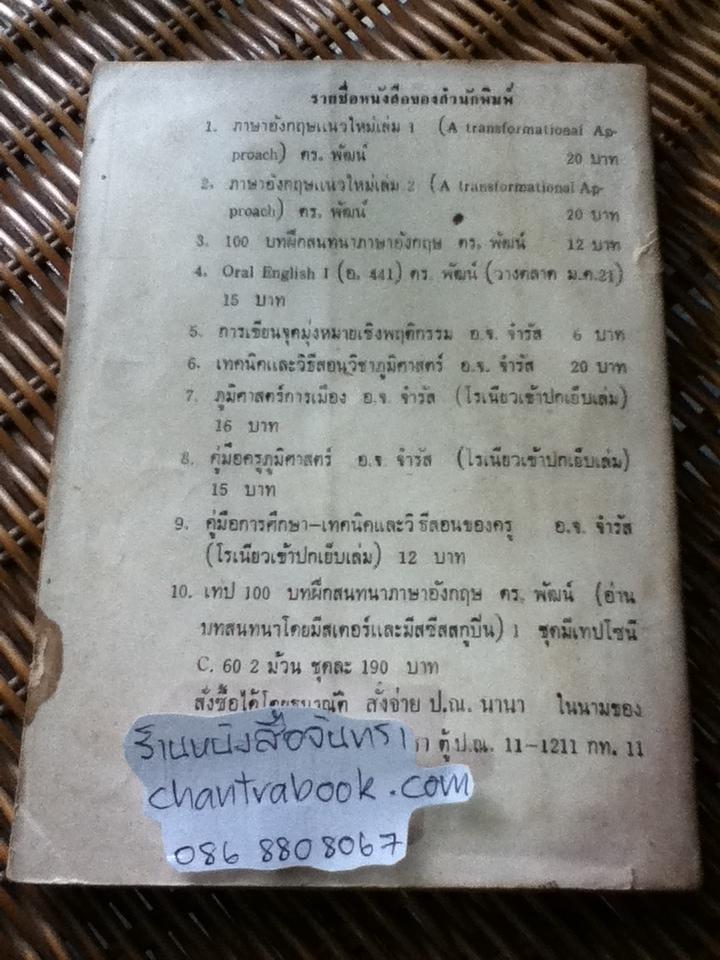 รายชื่อหนังสือของสำนักพิมพ์
1. ภาษาอังกฤษแนวใหม่เล่ม 1 (A transformational Ap-
proach) ดร. พัฒน์ 20 บาท
2. ภาษาอังกฤษแนวใหม่เล่ม 2 (A transformational Ap-
proach) ดร. พัฒน์ 20 บาท
3. 100 บทฝึกสนทนาภาษาอังกฤษ ดร. พัฒน์ 12 บาท
4. Oral English I (อ. 441) ดร. พัฒน์ (วางตลาด ม.ค.21)
15 บาท
5. การเขียนจุดมุ่งหมายเชิงพฤติกรรม อ.จ. จำรัส 6 บาท
6. เทคนิคและวิธีสอนวิชาภูมิศาสตร์ อ.จ. จำรัส 20 บาท
7. ภูมิศาสตร์การเมือง อ.จ. จำรัส (โรเนียวเข้าปกเย็บเล่ม)
16 บาท
8. คู่มือครูภูมิศาสตร์ อ.จ. จำรัส (โรเนียวเข้าปกเย็บเล่ม)
15 บาท
9. คู่มือการศึกษา-เทคนิคและวิธีสอนของครู อ.จ. จำรัส
(โรเนียวเข้าปกเย็บเล่ม) 12 บาท
10. เทป 100 บทฝึกสนทนาภาษาอังกฤษ ดร. พัฒน์ (อ่าน
บทสนทนาโดยมีสเตอร์และมีสซีสสกูบีน) 1 ชุดมีเทปโซนี
C. 60 2 ม้วน ชุดละ 190 บาท
สั่งซื้อได้โดยธนาณัติ สั่งจ่าย ป.ณ. นานา ในนามของ
ตู้ ป.ณ. 11-1211 กท. 11
ร้านหนังสือจันทรา
chantrabook.com
086 8808067